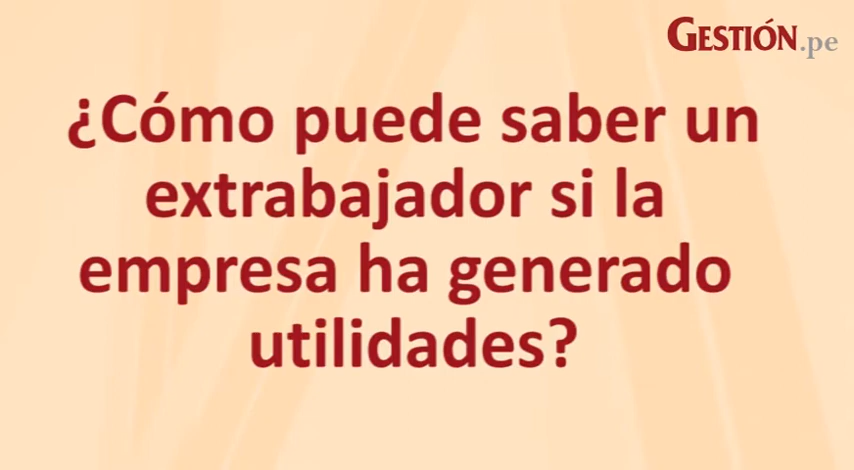 GESTIÓN.pe
¿Cómo puede saber un
extrabajador si la
empresa ha generado
utilidades?